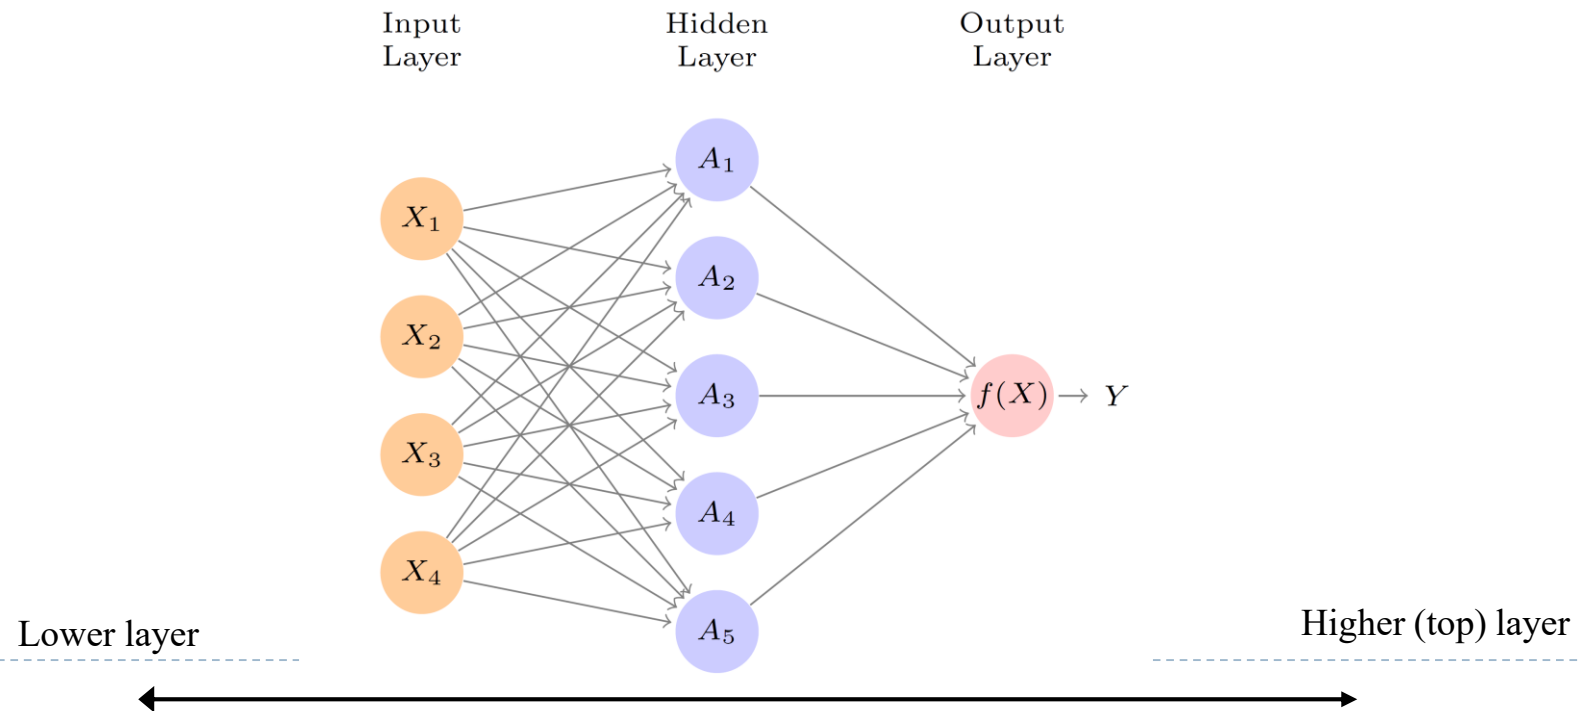 Input
Layer
Hidden
Layer
Output
Layer
X₁
X₂
X₃
X₄
A₁
A₂
A₃
A₄
A₅
f(X)
Y
Lower layer
Higher (top) layer